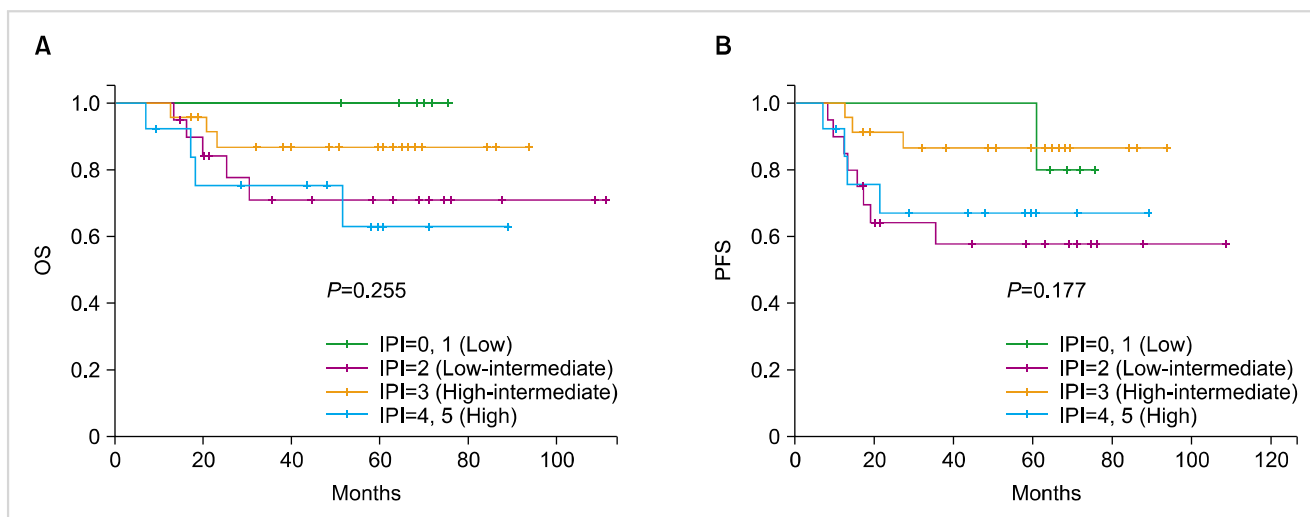 A
1.0
0.8
0.6
0.4
0.2
0
OS
P=0.255
IPI=0, 1 (Low)
IPI=2 (Low-intermediate)
IPI=3 (High-intermediate)
IPI=4, 5 (High)
0 20 40 60 80 100
Months
B
1.0
0.8
0.6
0.4
0.2
0
PFS
P=0.177
IPI=0, 1 (Low)
IPI=2 (Low-intermediate)
IPI=3 (High-intermediate)
IPI=4, 5 (High)
0 20 40 60 80 100 120
Months